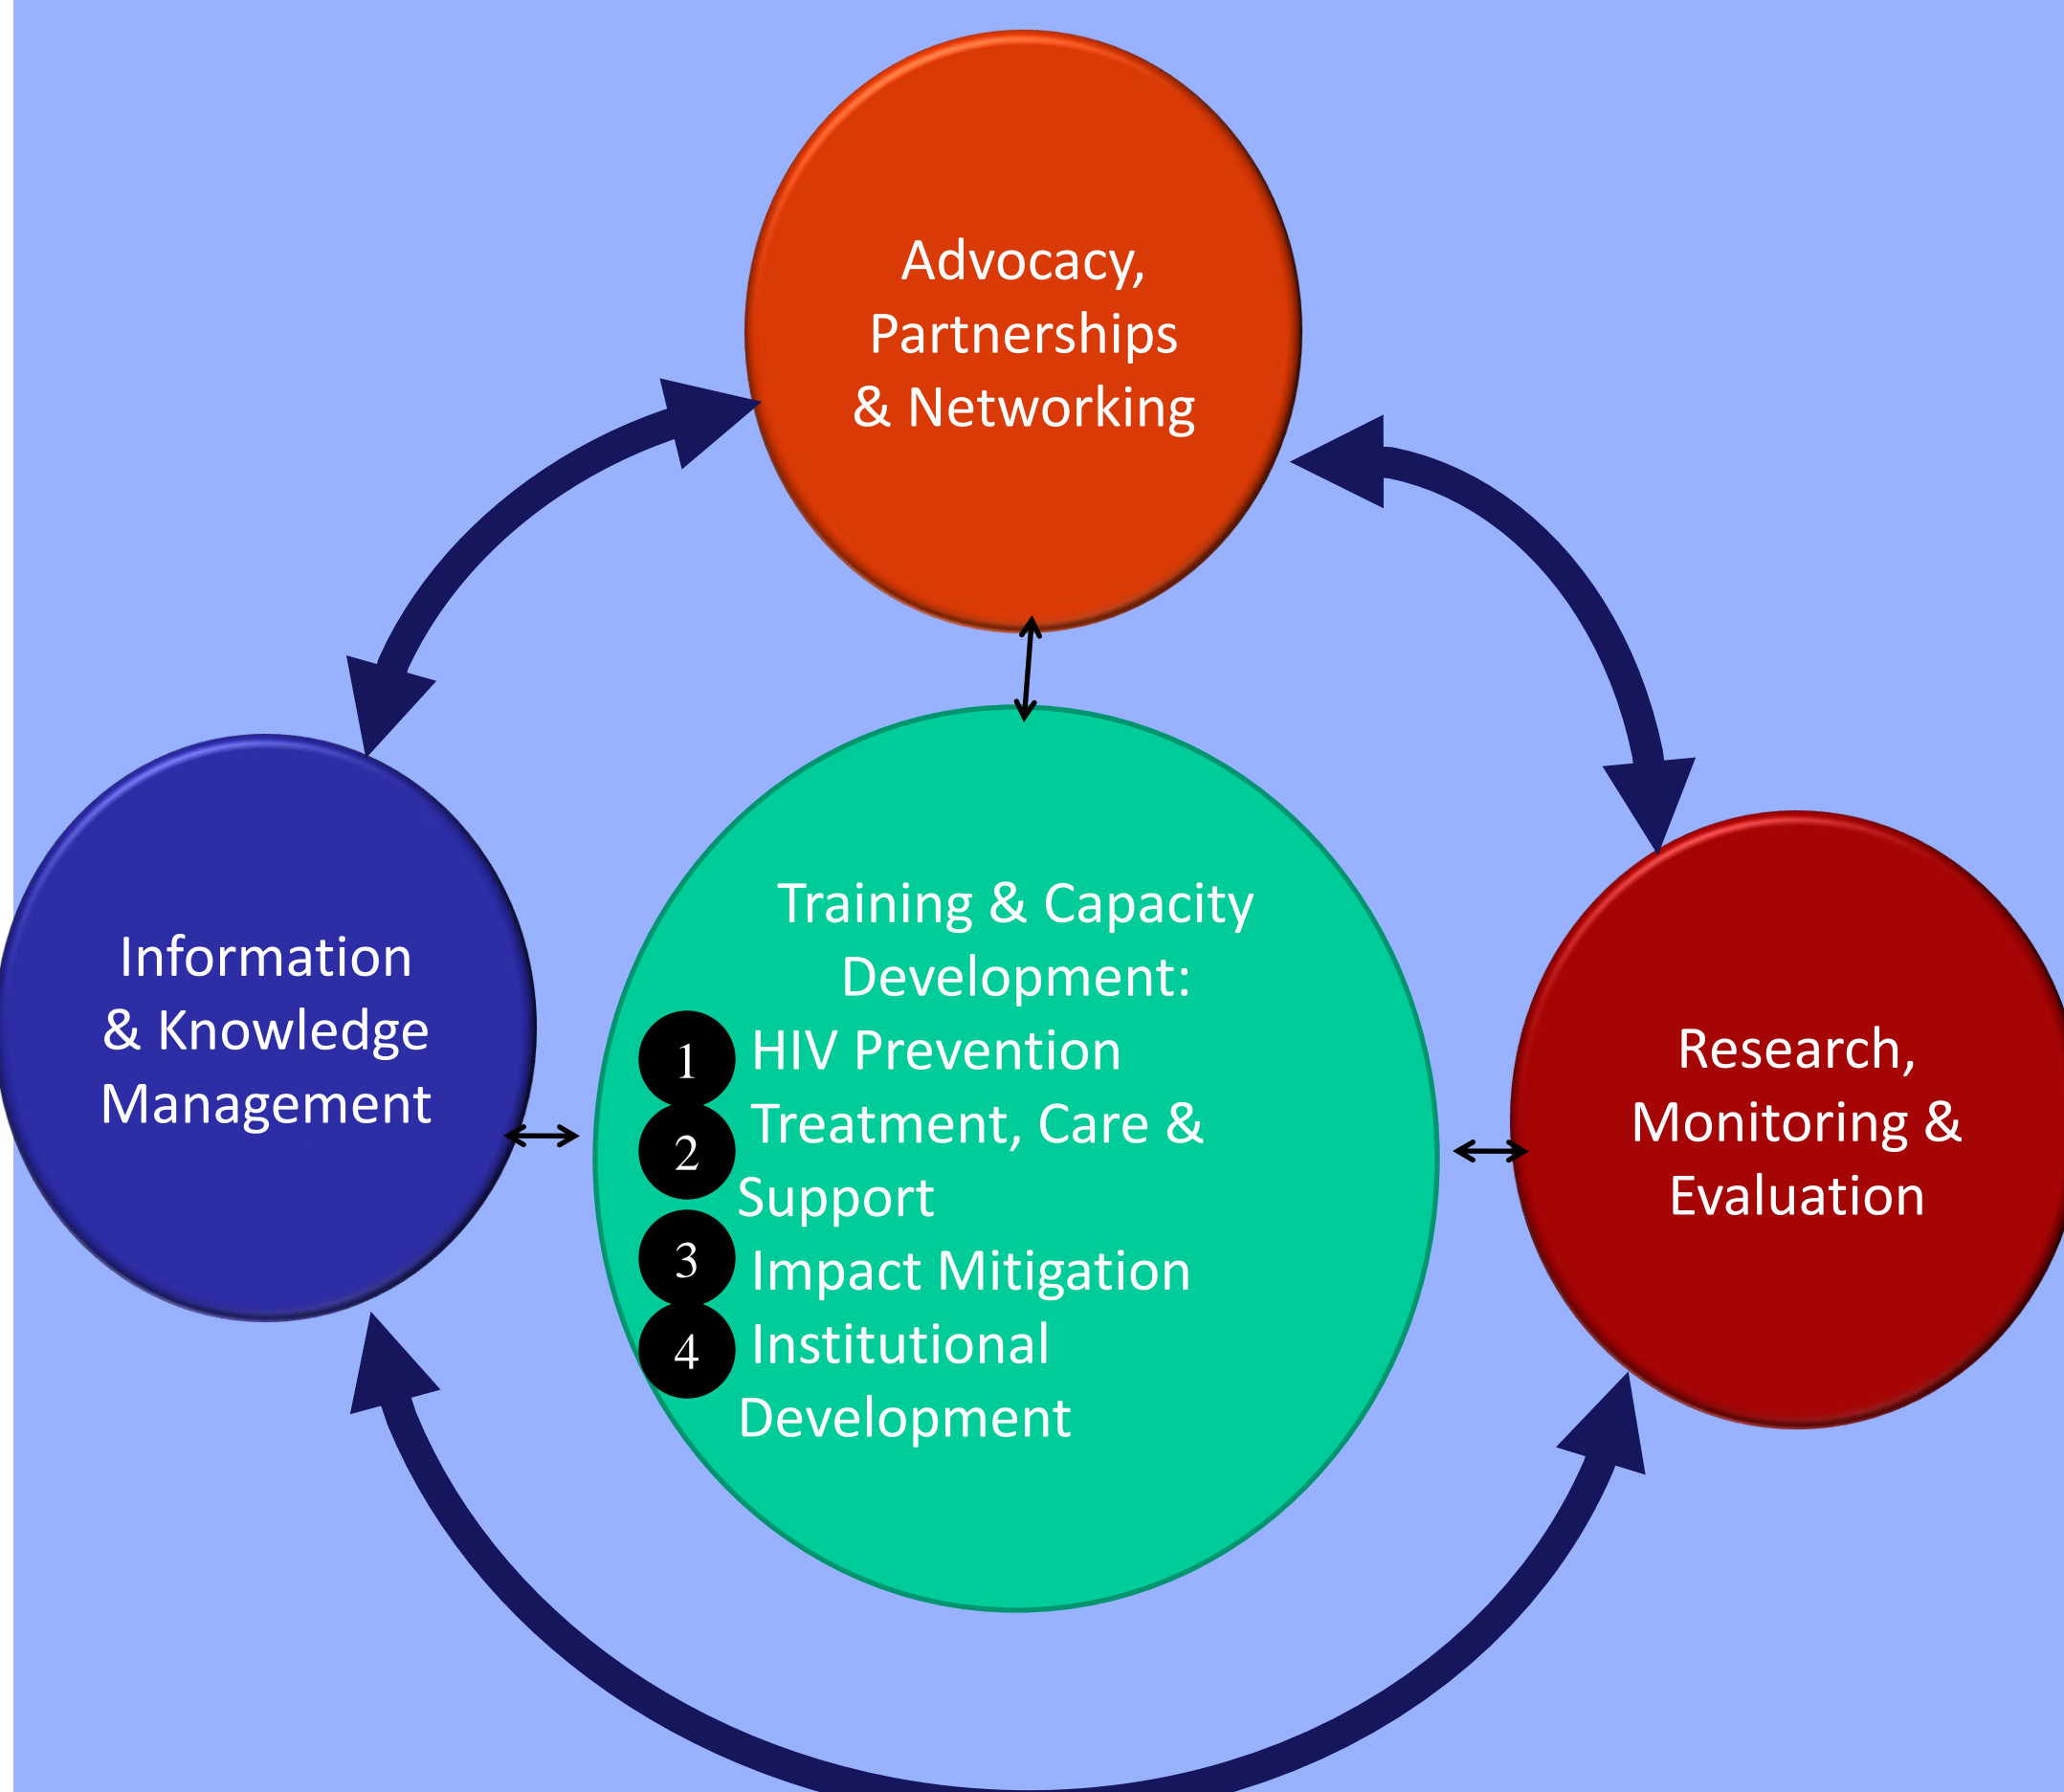 Advocacy,
Partnerships
& Networking
Information
& Knowledge
Management
Training & Capacity
Development:
1 HIV Prevention
2 Treatment, Care &
Support
3 Impact Mitigation
4 Institutional
Development
Research,
Monitoring &
Evaluation